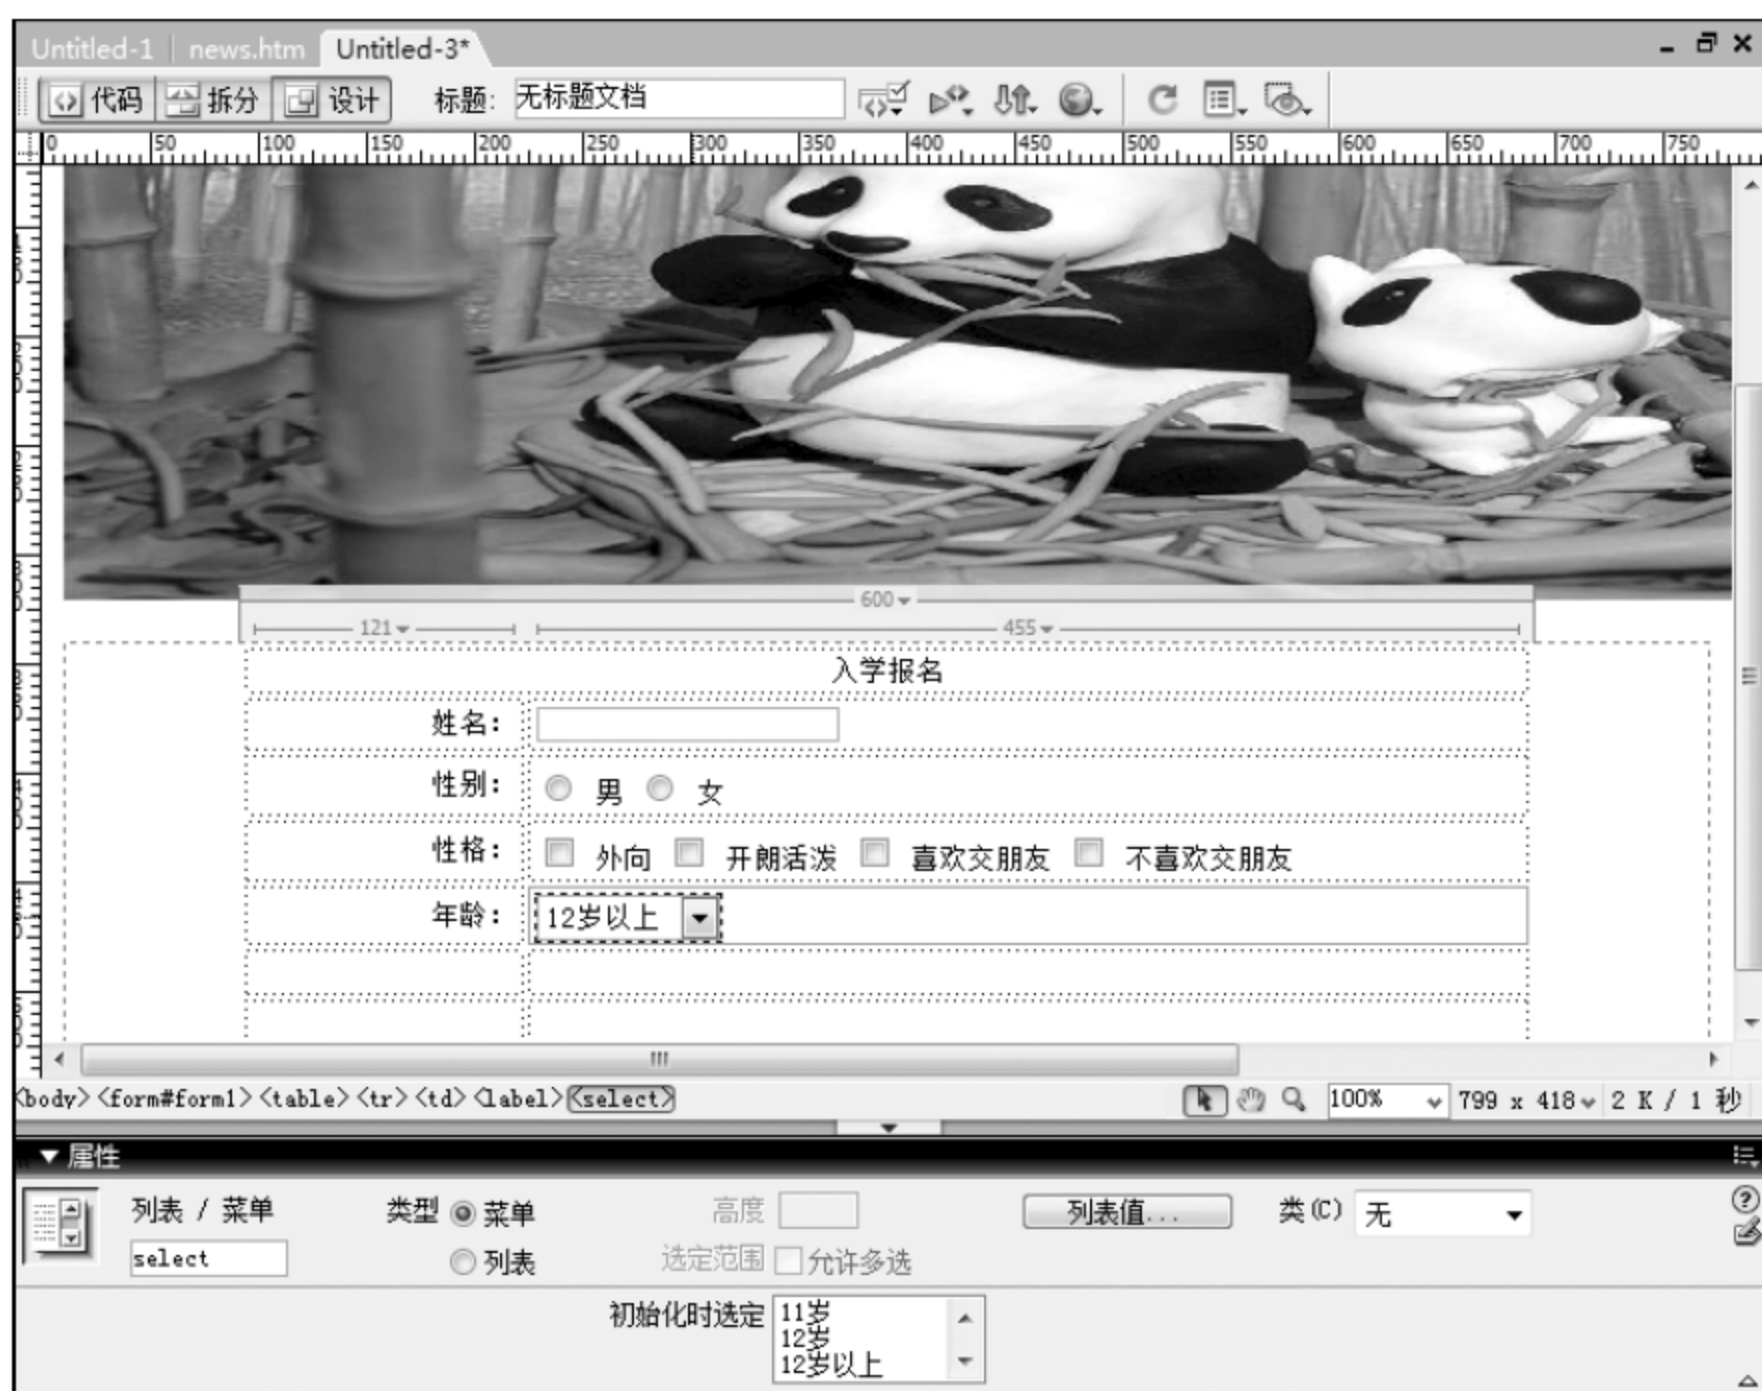 Untitled-1 news.htm Untitled-3*
代码 拆分 设计 标题: 无标题文档
0 50 100 150 200 250 300 350 400 450 500 550 600 650 700 750
600
121 455
入学报名
姓名:
性别: 男 女
性格: 外向 开朗活泼 喜欢交朋友 不喜欢交朋友
年龄: 12岁以上
<body> <form#form1> <table> <tr> <td> <label> <select> 100% 799 x 418 2 K / 1 秒
属性
列表 / 菜单 类型 菜单 高度 列表值... 类(C) 无
select 列表 选定范围 允许多选
初始化时选定 11岁
12岁
12岁以上